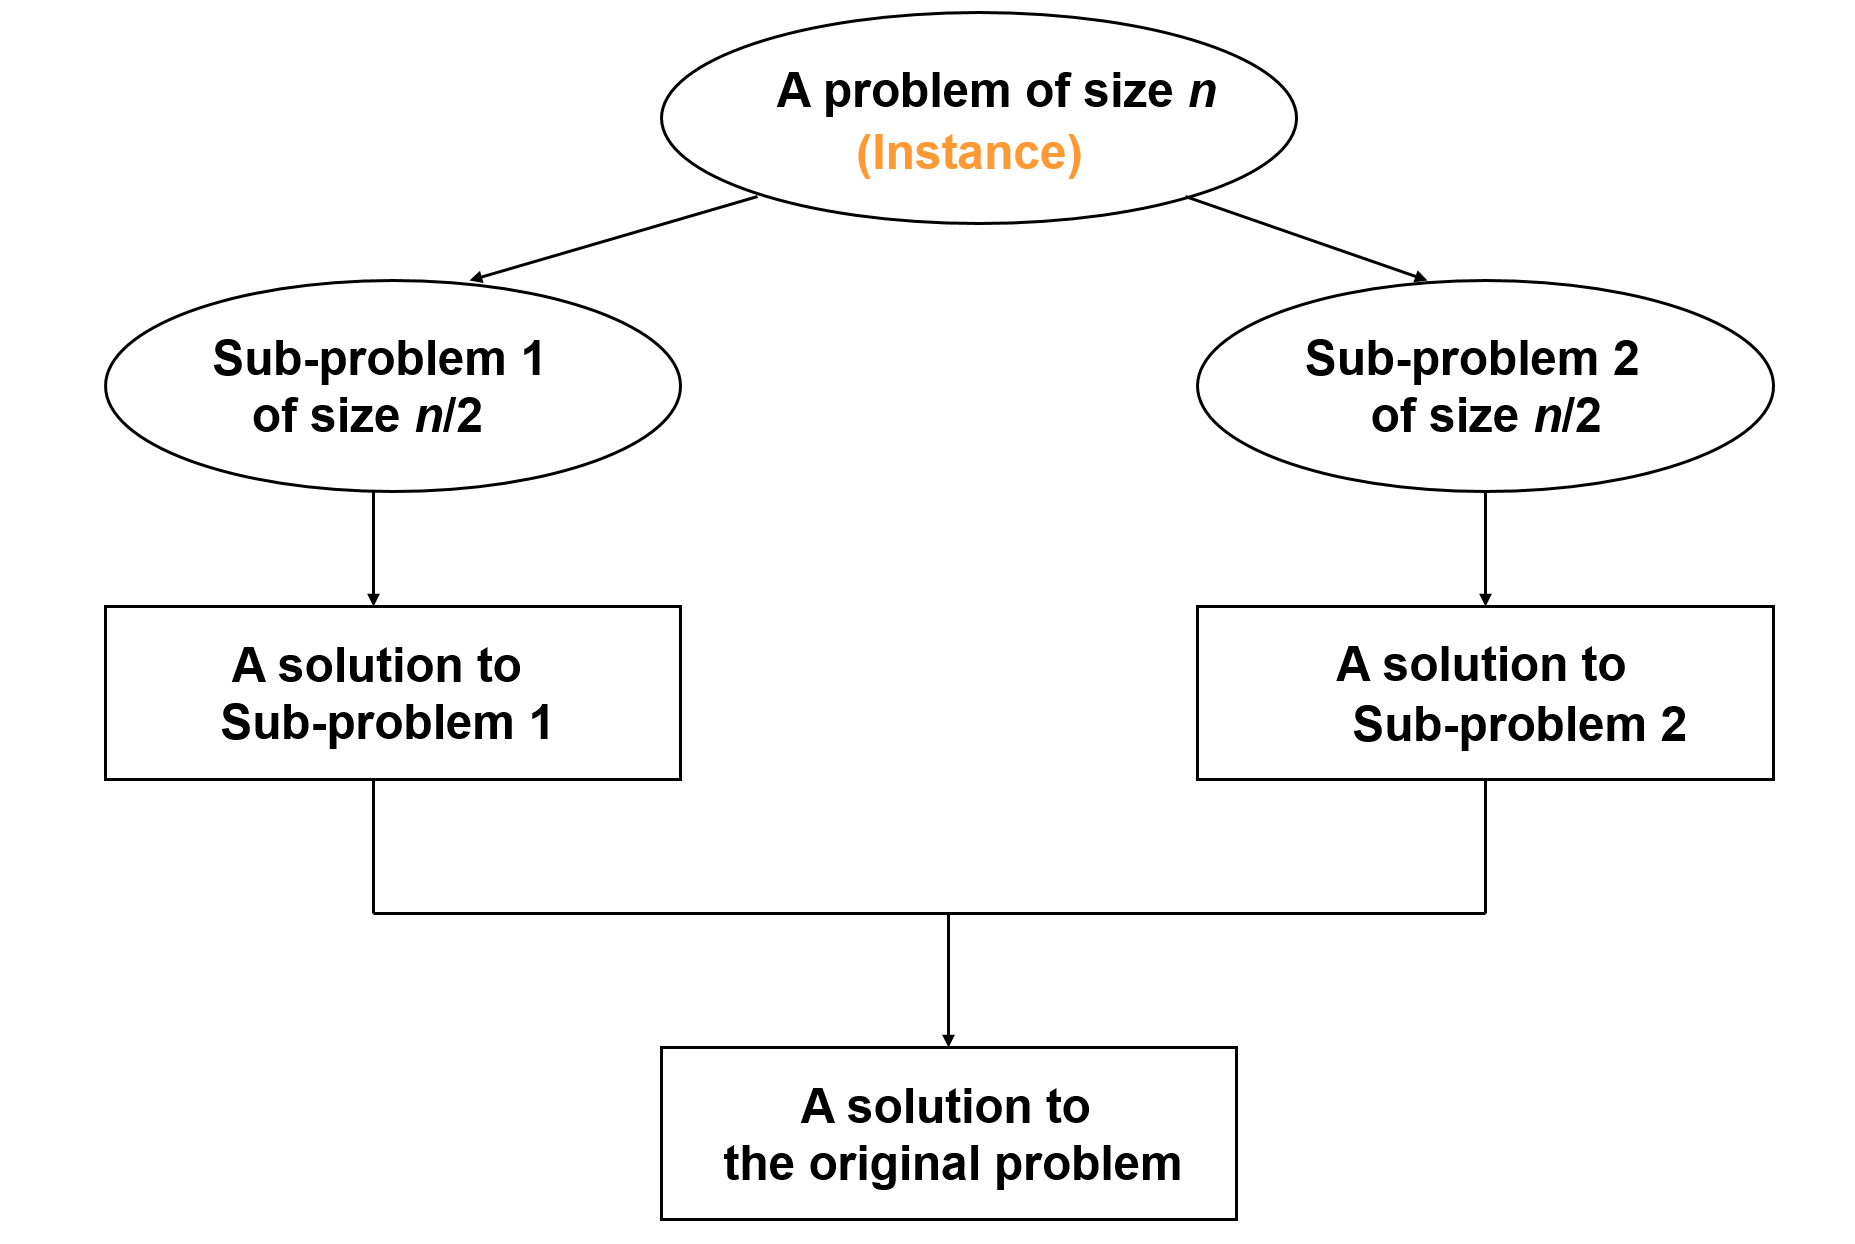 A problem of size n
(Instance)
Sub-problem 1
of size n/2
Sub-problem 2
of size n/2
A solution to
Sub-problem 1
A solution to
Sub-problem 2
A solution to
the original problem